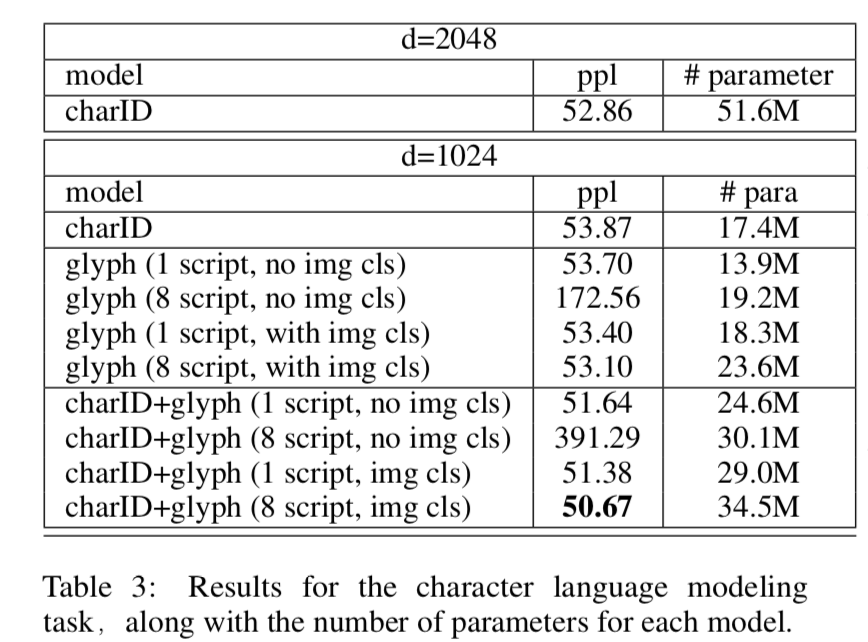 d=2048
model ppl # parameter
charID 52.86 51.6M
d=1024
model ppl # para
charID 53.87 17.4M
glyph (1 script, no img cls) 53.70 13.9M
glyph (8 script, no img cls) 172.56 19.2M
glyph (1 script, with img cls) 53.40 18.3M
glyph (8 script, with img cls) 53.10 23.6M
charID+glyph (1 script, no img cls) 51.64 24.6M
charID+glyph (8 script, no img cls) 391.29 30.1M
charID+glyph (1 script, img cls) 51.38 29.0M
charID+glyph (8 script, img cls) 50.67 34.5M
Table 3: Results for the character language modeling
task, along with the number of parameters for each model.